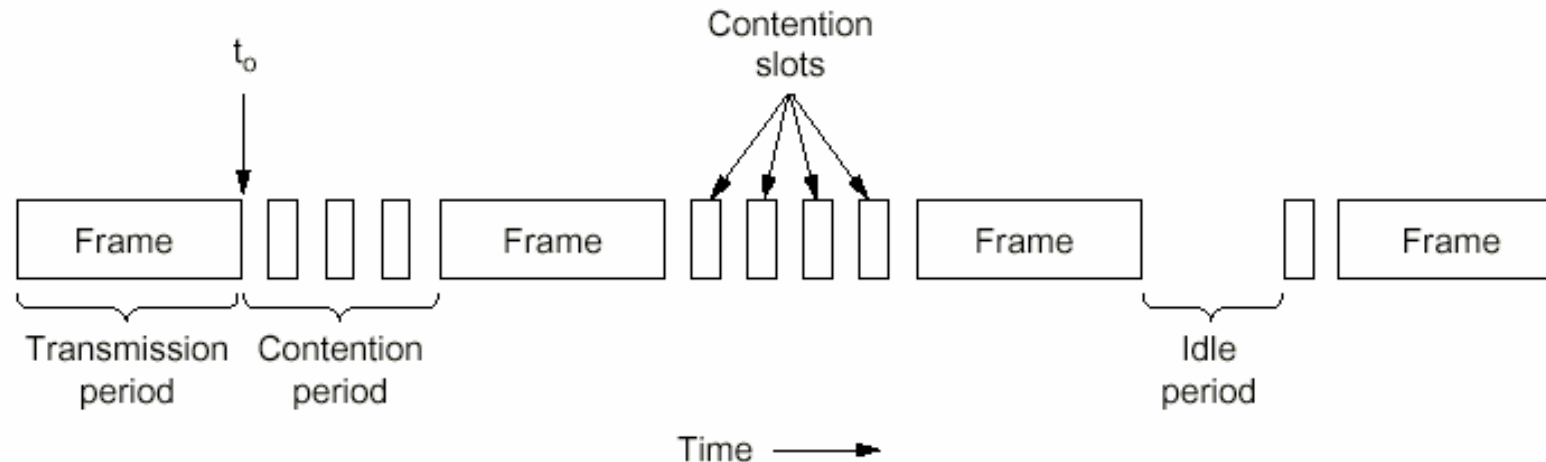 Contention
slots
t₀
Frame
Frame
Frame
Frame
Transmission
period
Contention
period
Idle
period
Time